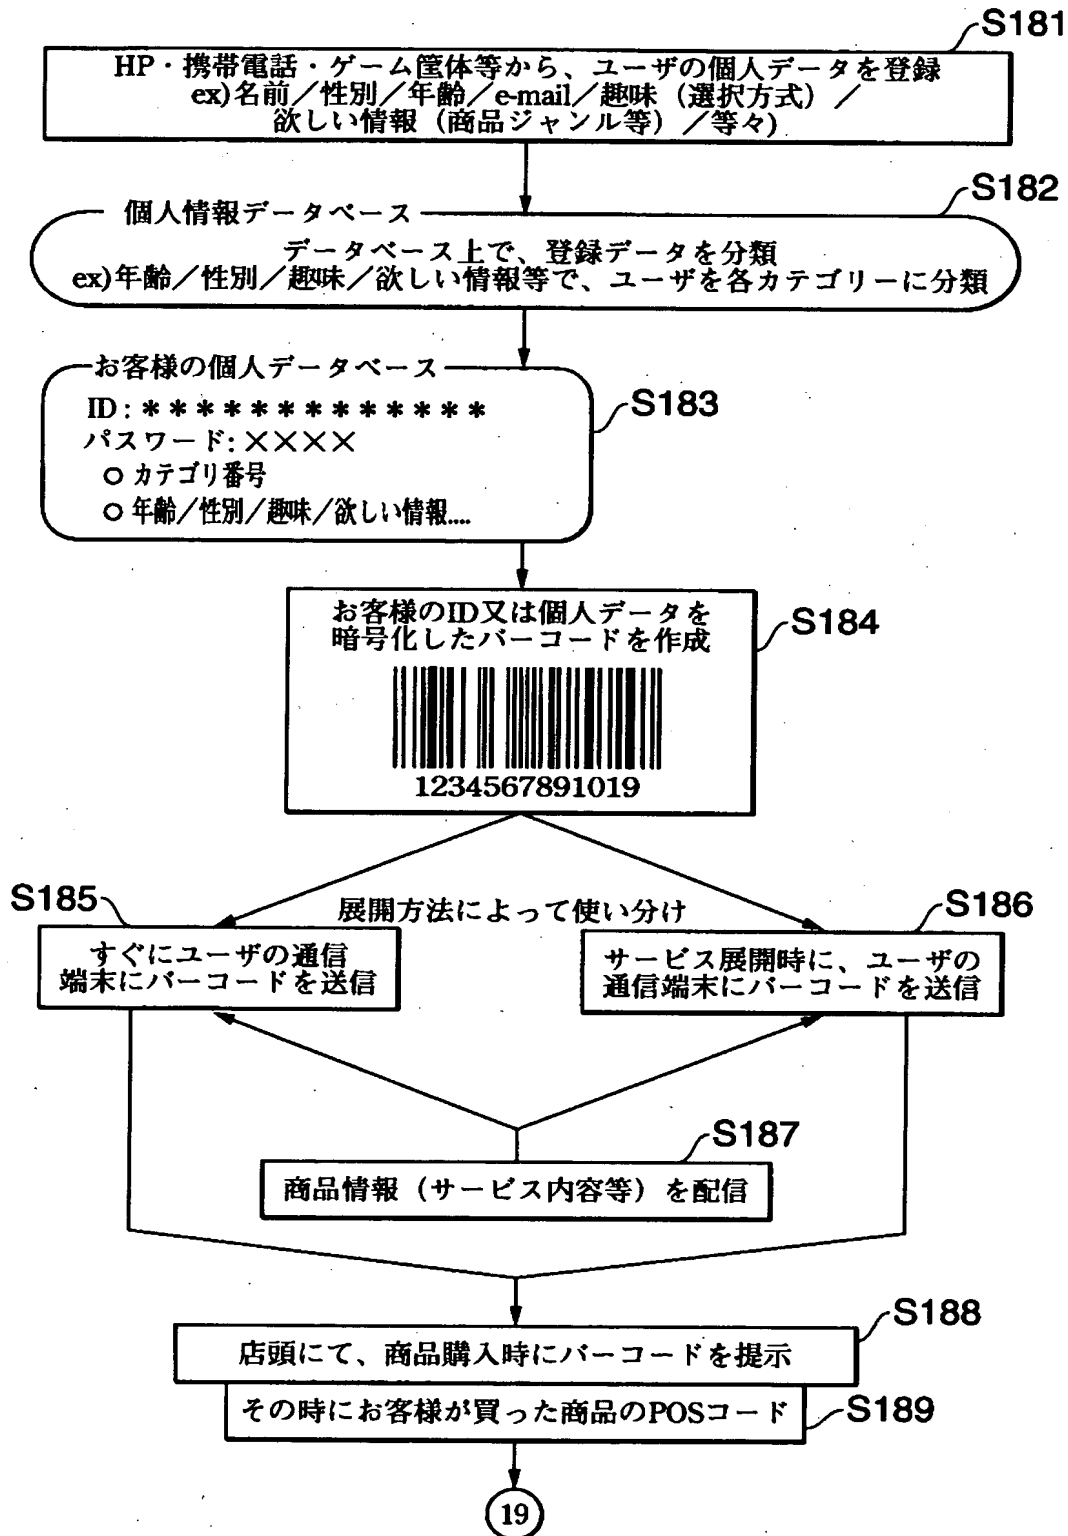 S181
HP・携帯電話・ゲーム筐体等から、ユーザの個人データを登録
ex)名前／性別／年齢／e-mail／趣味（選択方式）／
欲しい情報（商品ジャンル等）／等々)
S182
個人情報データベース
データベース上で、登録データを分類
ex)年齢／性別／趣味／欲しい情報等で、ユーザを各カテゴリーに分類
お客様の個人データベース
S183
ID:*************
パスワード:××××
○カテゴリ番号
○年齢／性別／趣味／欲しい情報....
S184
お客様のID又は個人データを
暗号化したバーコードを作成
1234567891019
S185
展開方法によって使い分け
S186
すぐにユーザの通信
端末にバーコードを送信
サービス展開時に、ユーザの
通信端末にバーコードを送信
S187
商品情報（サービス内容等）を配信
S188
店頭にて、商品購入時にバーコードを提示
その時にお客様が買った商品のPOSコード
S189
19